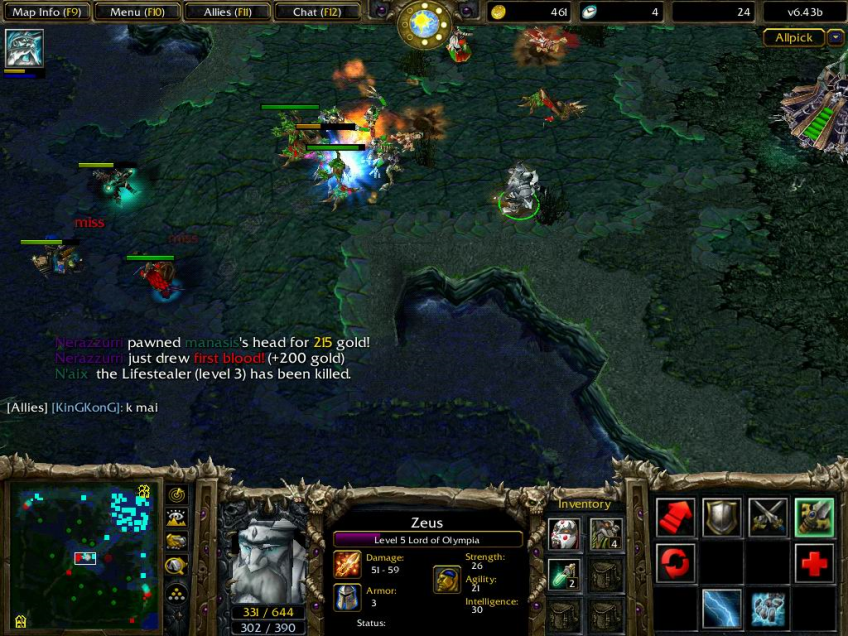 Map Info (F9) Menu (F10) Allies (F11) Chat (F12) 461 4 24 v6.43b
Allpick
miss
miss
Nerazzurri pawned manasis's head for 215 gold!
Nerazzurri just drew first blood! (+200 gold)
N'aix the Lifestealer (level 3) has been killed.
[Allies] [KinGKonG]: k mai
Zeus
Level 5 Lord of Olympia
Damage:
51 - 59
Armor:
3
Strength:
26
Agility:
21
Intelligence:
30
Status:
331 / 644
302 / 390
Inventory
4
2